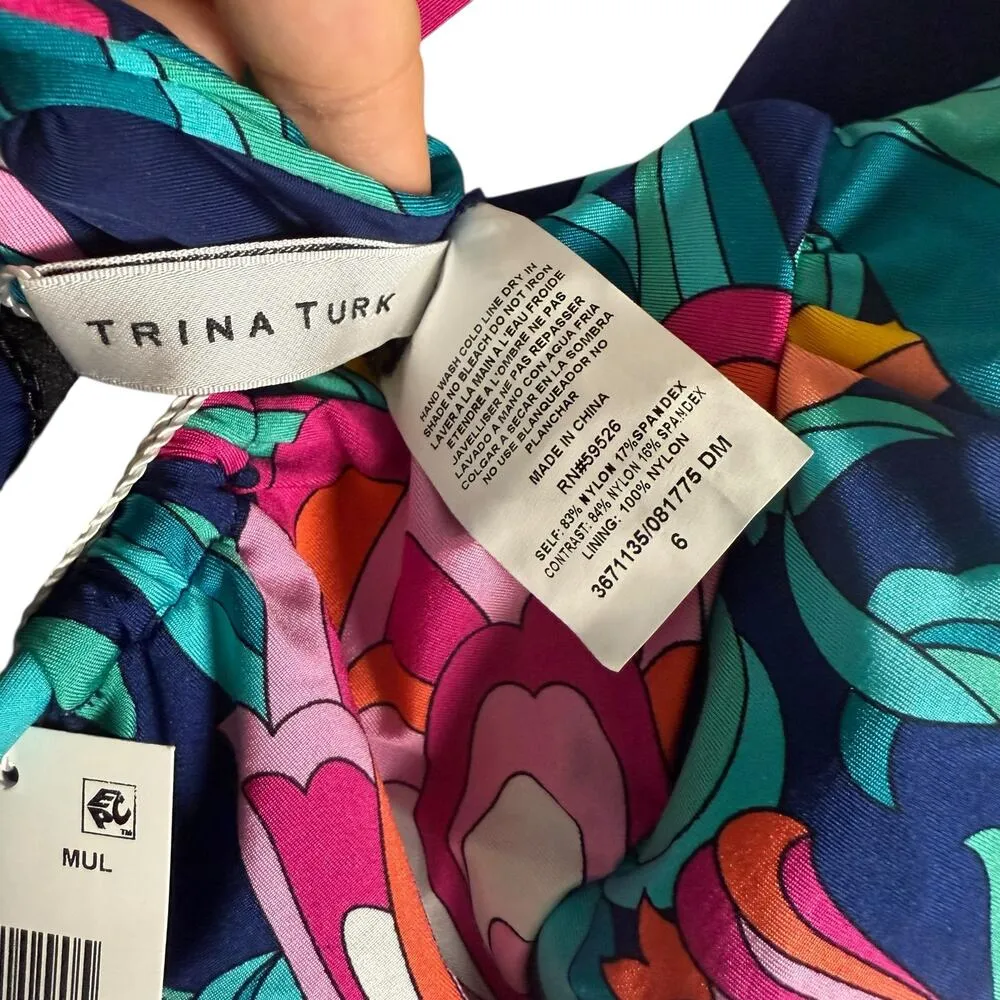 TRINA TURK
HAND WASH COLD LINE DRY IN
SHADE NO BLEACH DO NOT IRON
LAVER A LA MAIN A L'EAU FROIDE
ETENDRE A L'OMBRE NE PAS
JAVELLISER NE PAS REPASSER
LAVADO A MANO CON AGUA FRIA
COLGAR A SECAR EN LA SOMBRA
NO USE BLANQUEADOR NO
PLANCHAR
MADE IN CHINA
RN#59526
SELF: 83% NYLON 17%SPANDEX
CONTRAST: 84% NYLON 16% SPANDEX
LINING: 100% NYLON
3671135/081775 DM
6
EPC
TM
MUL